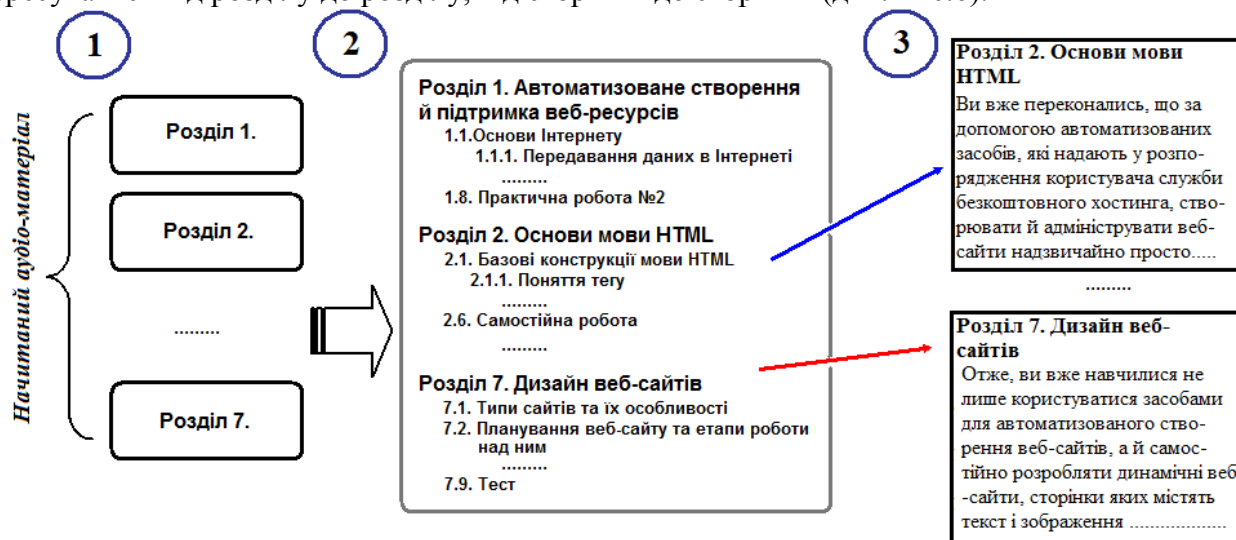 1
2
3
Начитаний аудіо-матеріал
Розділ 1.
Розділ 2.
.........
Розділ 7.
Розділ 1. Автоматизоване створення
й підтримка веб-ресурсів
1.1.Основи Інтернету
1.1.1. Передавання даних в Інтернеті
.........
1.8. Практична робота №2
Розділ 2. Основи мови HTML
2.1. Базові конструкції мови HTML
2.1.1. Поняття тегу
.........
2.6. Самостійна робота
.........
Розділ 7. Дизайн веб-сайтів
7.1. Типи сайтів та їх особливості
7.2. Планування веб-сайту та етапи роботи
над ним
.........
7.9. Тест
Розділ 2. Основи мови
HTML
Ви вже переконались, що за
допомогою автоматизованих
засобів, які надають у розпо-
рядження користувача служби
безкоштовного хостинга, ство-
рювати й адмініструвати веб-
сайти надзвичайно просто.....
.........
Розділ 7. Дизайн веб-
сайтів
Отже, ви вже навчилися не
лише користуватися засобами
для автоматизованого ство-
рення веб-сайтів, а й самос-
тійно розробляти динамічні веб
-сайти, сторінки яких містять
текст і зображення ...................